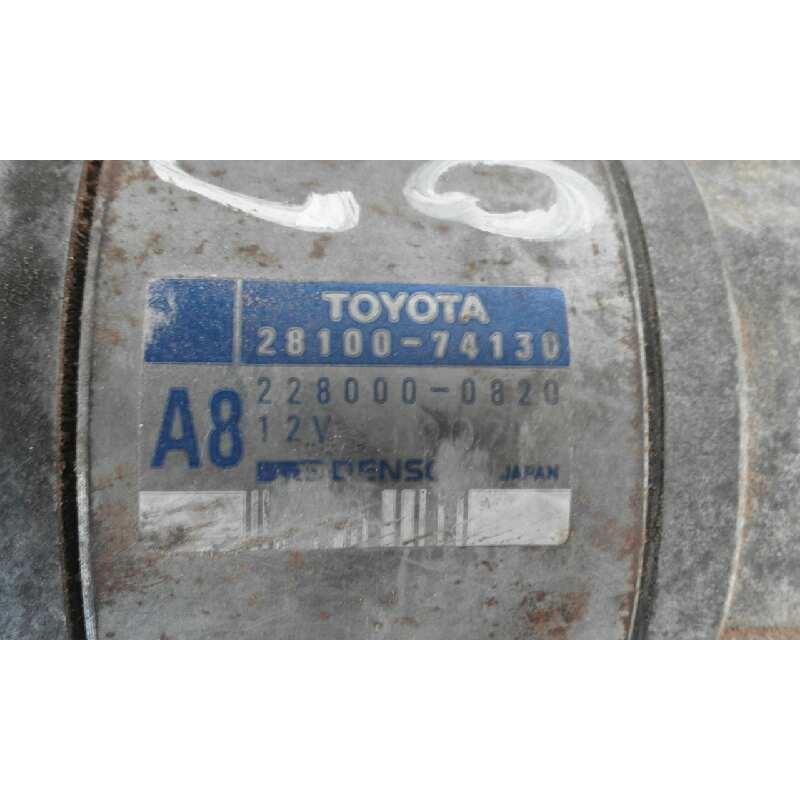 TOYOTA
28100-74130
228000-0820
A8
12V
DENSO
JAPAN